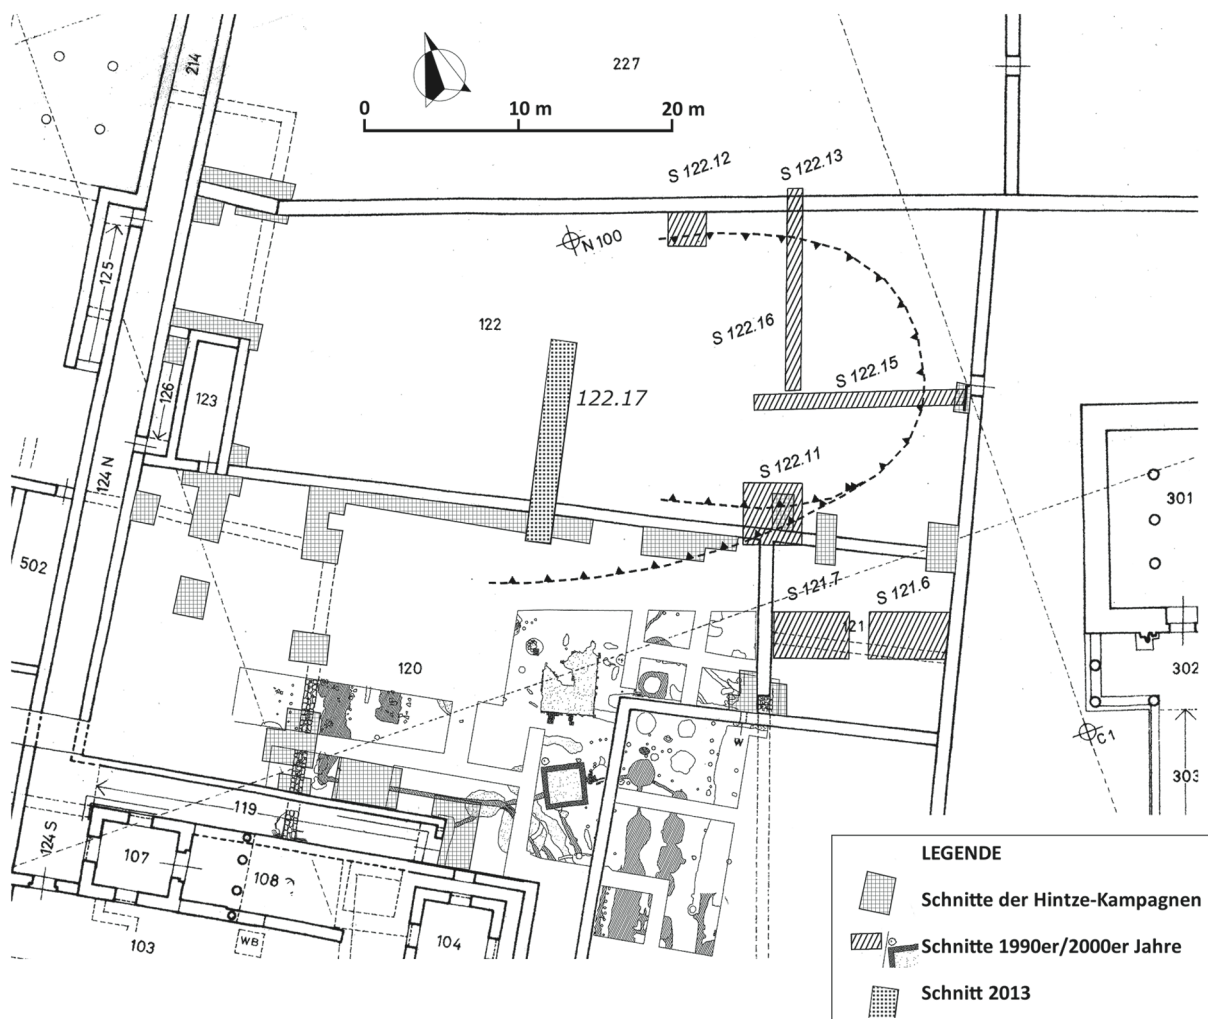 214
227
0 10 m 20 m
S 122.12
S 122.13
N 100
125
122
S 122.16
S 122.15
126
123
122.17
S 122.11
124 N
301
502
S 121.7
S 121.6
121
120
302
W
C1
303
119
124 S
107
108
104
WB
103
LEGENDE
Schnitte der Hintze-Kampagnen
Schnitte 1990er/2000er Jahre
Schnitt 2013